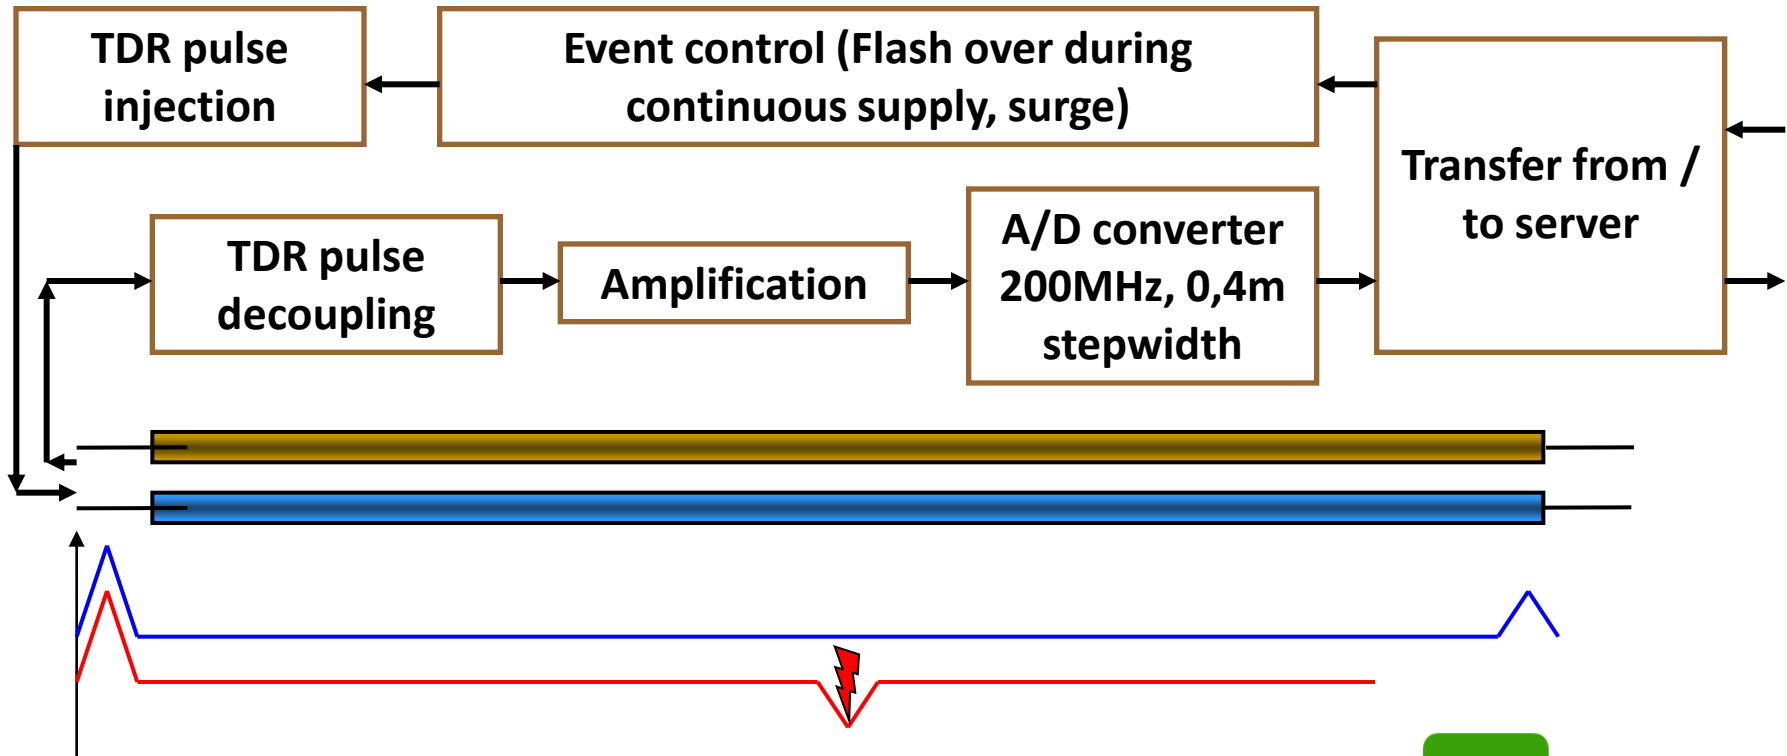 TDR pulse
injection
Event control (Flash over during
continuous supply, surge)
Transfer from /
to server
TDR pulse
decoupling
Amplification
A/D converter
200MHz, 0,4m
stepwidth